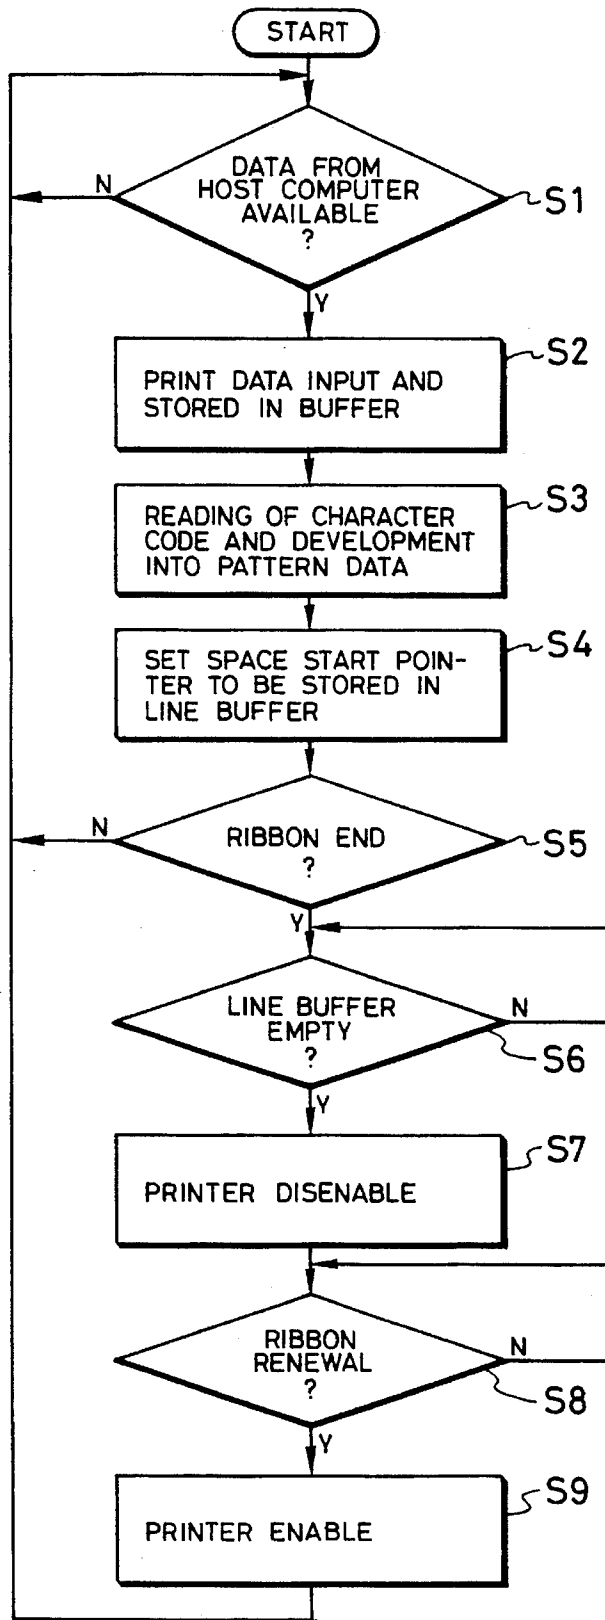 START
DATA FROM
HOST COMPUTER
AVAILABLE
?
N
S1
Y
PRINT DATA INPUT AND
STORED IN BUFFER
S2
READING OF CHARACTER
CODE AND DEVELOPMENT
INTO PATTERN DATA
S3
SET SPACE START POIN-
TER TO BE STORED IN
LINE BUFFER
S4
N
RIBBON END
?
S5
Y
LINE BUFFER
EMPTY
?
N
S6
Y
PRINTER DISENABLE
S7
RIBBON
RENEWAL
?
N
S8
Y
PRINTER ENABLE
S9